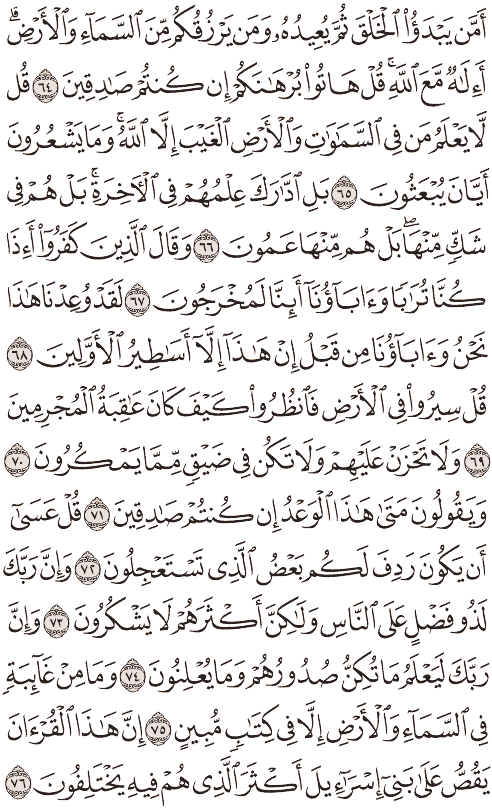 أَمَّن يَبْدَؤُا۟ ٱلْخَلْقَ ثُمَّ يُعِيدُهُۥ وَمَن يَرْزُقُكُم مِّنَ ٱلسَّمَآءِ وَٱلْأَرْضِ ۗ
أَءِلَـٰهٌ مَّعَ ٱللَّهِ ۚ قُلْ هَاتُوا۟ بُرْهَـٰنَكُمْ إِن كُنتُمْ صَـٰدِقِينَ ٦٤ قُل
لَّا يَعْلَمُ مَن فِى ٱلسَّمَـٰوَٰتِ وَٱلْأَرْضِ ٱلْغَيْبَ إِلَّا ٱللَّهُ ۚ وَمَا يَشْعُرُونَ
أَيَّانَ يُبْعَثُونَ ٦٥ بَلِ ٱدَّٰرَكَ عِلْمُهُمْ فِى ٱلْـَٔاخِرَةِ ۚ بَلْ هُمْ فِى
شَكٍّ مِّنْهَا ۖ بَلْ هُم مِّنْهَا عَمُونَ ٦٦ وَقَالَ ٱلَّذِينَ كَفَرُوٓا۟ أَءِذَا
كُنَّا تُرَٰبًا وَءَابَآؤُنَآ أَئِنَّا لَمُخْرَجُونَ ٦٧ لَقَدْ وُعِدْنَا هَـٰذَا
نَحْنُ وَءَابَآؤُنَا مِن قَبْلُ إِنْ هَـٰذَآ إِلَّآ أَسَـٰطِيرُ ٱلْأَوَّلِينَ ٦٨
قُلْ سِيرُوا۟ فِى ٱلْأَرْضِ فَٱنظُرُوا۟ كَيْفَ كَانَ عَـٰقِبَةُ ٱلْمُجْرِمِينَ
٦٩ وَلَا تَحْزَنْ عَلَيْهِمْ وَلَا تَكُن فِى ضَيْقٍ مِّمَّا يَمْكُرُونَ ٧٠
وَيَقُولُونَ مَتَىٰ هَـٰذَا ٱلْوَعْدُ إِن كُنتُمْ صَـٰدِقِينَ ٧١ قُلْ عَسَىٰٓ
أَن يَكُونَ رَدِفَ لَكُم بَعْضُ ٱلَّذِى تَسْتَعْجِلُونَ ٧٢ وَإِنَّ رَبَّكَ
لَذُو فَضْلٍ عَلَى ٱلنَّاسِ وَلَـٰكِنَّ أَكْثَرَهُمْ لَا يَشْكُرُونَ ٧٣ وَإِنَّ
رَبَّكَ لَيَعْلَمُ مَا تُكِنُّ صُدُورُهُمْ وَمَا يُعْلِنُونَ ٧٤ وَمَا مِنْ غَآئِبَةٍ
فِى ٱلسَّمَآءِ وَٱلْأَرْضِ إِلَّا فِى كِتَـٰبٍ مُّبِينٍ ٧٥ إِنَّ هَـٰذَا ٱلْقُرْءَانَ
يَقُصُّ عَلَىٰ بَنِىٓ إِسْرَٰٓءِيلَ أَكْثَرَ ٱلَّذِى هُمْ فِيهِ يَخْتَلِفُونَ ٧٦